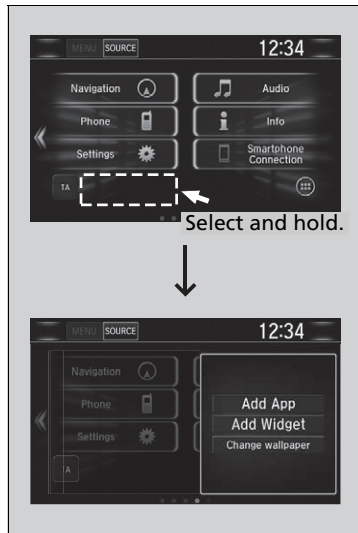 MENU SOURCE 12:34
Navigation Audio
Phone Info
Settings Smartphone
Connection
TA
Select and hold.
MENU SOURCE 12:34
Navigation
Phone
Settings
A
Add App
Add Widget
Change wallpaper